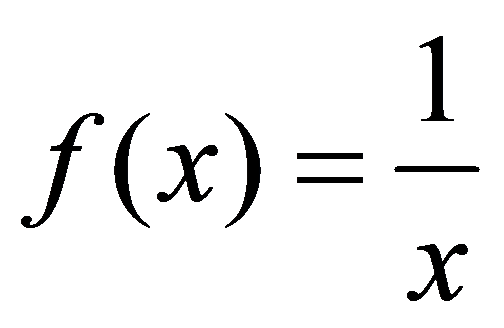 f(x) = 1/x